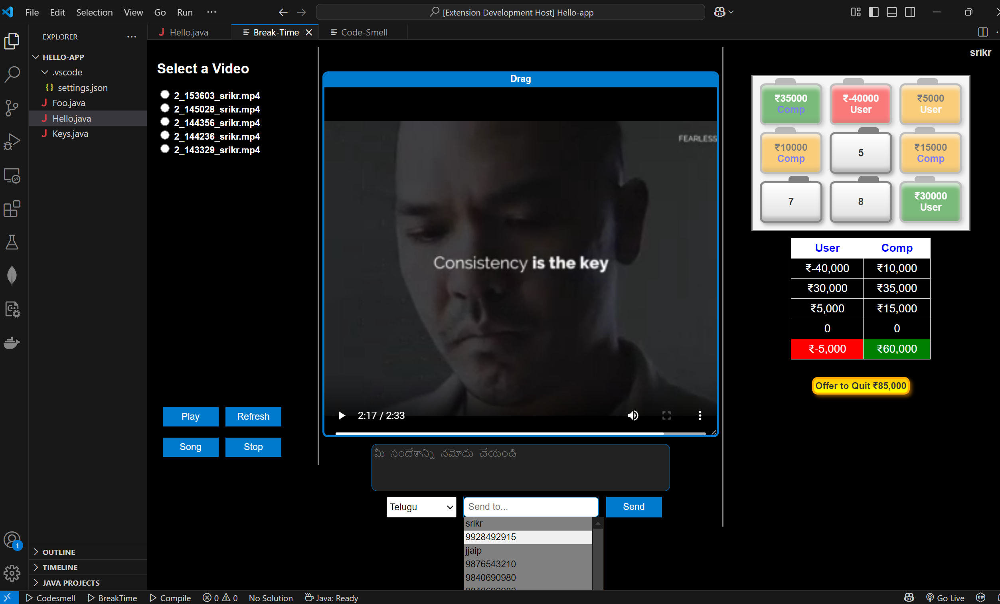 File Edit Selection View Go Run
[Extension Development Host] Hello-app
EXPLORER
HELLO-APP
.vscode
{} settings.json
J Foo.java
J Hello.java
J Keys.java
OUTLINE
TIMELINE
JAVA PROJECTS
J Hello.java
Break-Time
Code-Smell
Select a Video
2_153603_srikr.mp4
2_145028_srikr.mp4
2_144356_srikr.mp4
2_144236_srikr.mp4
2_143329_srikr.mp4
Play Refresh
Song Stop
Drag
FEARLESS
Consistency is the key
2:17 / 2:33
మీ సందేశాన్ని నమోదు చేయండి
Telugu
Send to...
Send
srikr
9928492915
jjaip
9876543210
9840690980
srikr
₹35000
Comp
₹-40000
User
₹5000
User
₹10000
Comp
5
₹15000
Comp
7
8
₹30000
User
User Comp
₹-40,000 ₹10,000
₹30,000 ₹35,000
₹5,000 ₹15,000
0 0
₹-5,000 ₹60,000
Offer to Quit ₹85,000
1
Codesmell BreakTime Compile 0 0 No Solution Java: Ready Go Live